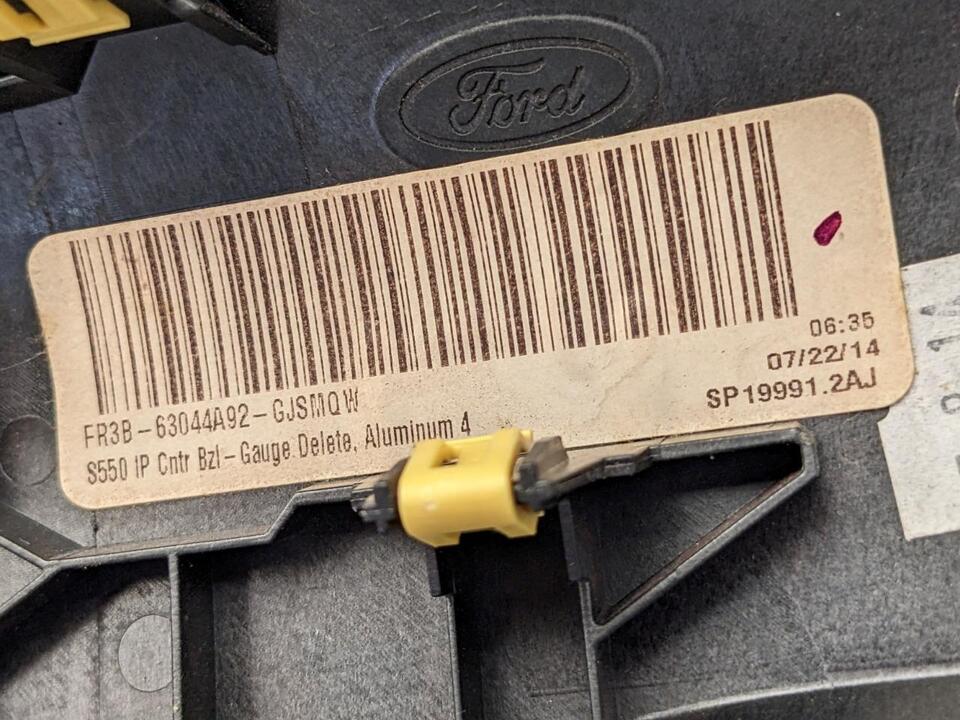 Ford
06:35
07/22/14
SP19991.2AJ
FR3B-63044A92-GJSMQW
S550 IP Cntr Bzl-Gauge Delete, Aluminum 4